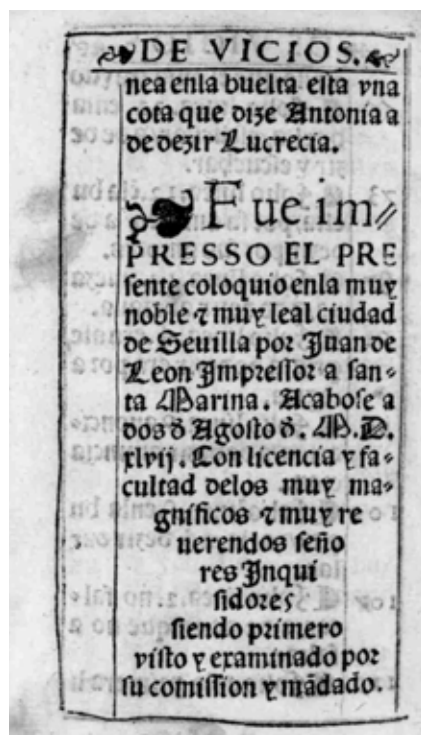 DE VICIOS.
nea enla buelta esta vna
cota que dize Antonia a
de dezir Lucrecia.
Fue im⸗
PRESSO EL PRE
sente coloquio enla muy
noble ⁊ muy leal ciudad
de Seuilla por Juan de
Leon Impressor a san⸗
ta Marina. Acabose a
dos đ Agosto đ. M.D.
xlvij. Con licencia y fa⸗
cultad delos muy ma⸗
gnificos ⁊ muy re
uerendos seño
res Inqui
sidores
siendo primero
visto y examinado por
su comission y mãdado.